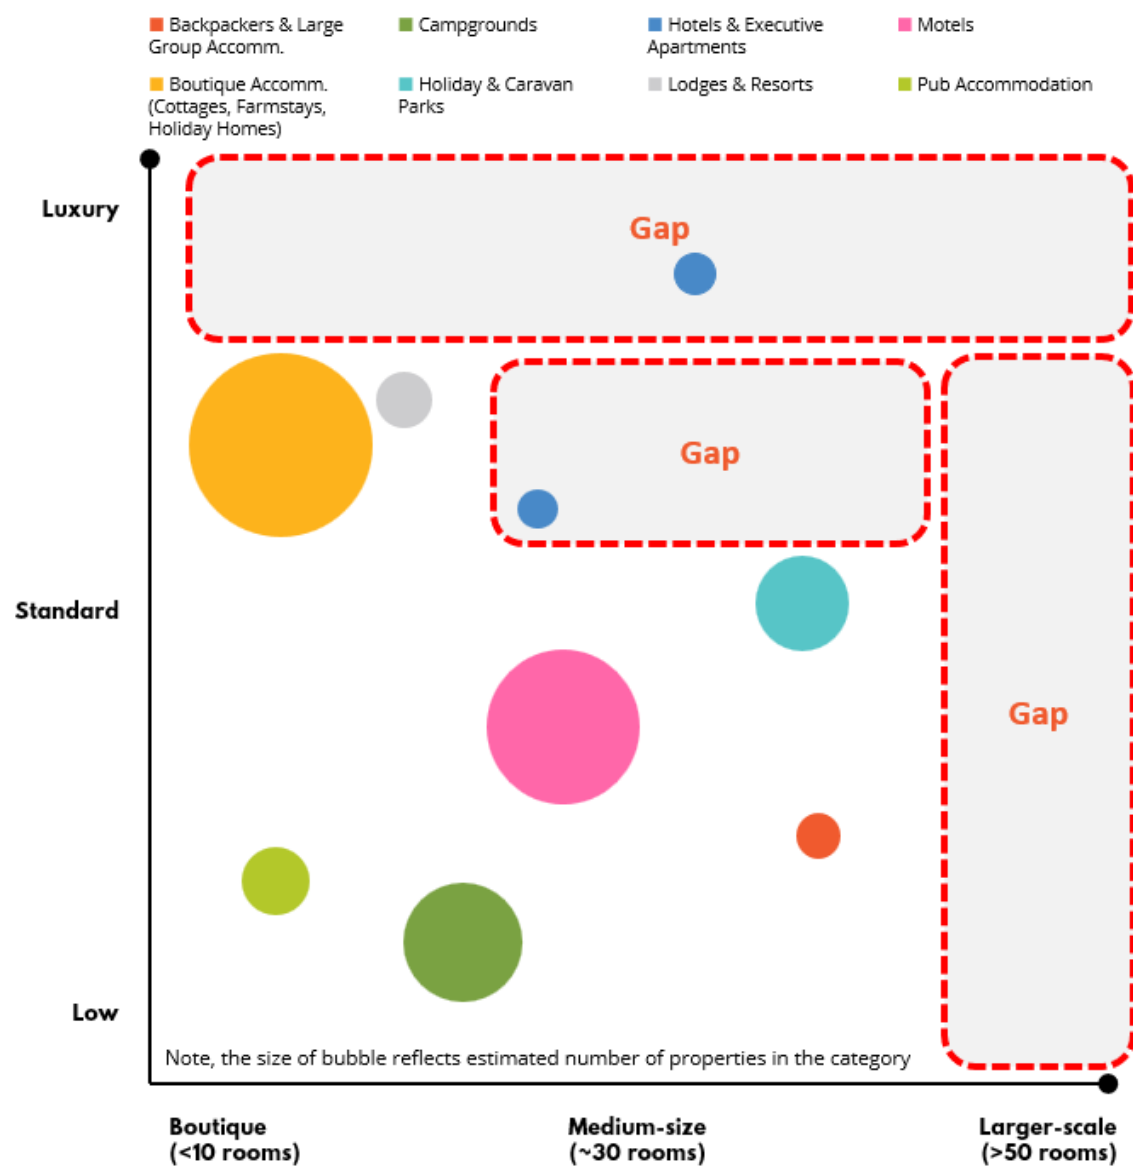 Backpackers & Large
Group Accomm.
Campgrounds
Hotels & Executive
Apartments
Motels
Boutique Accomm.
(Cottages, Farmstays,
Holiday Homes)
Holiday & Caravan
Parks
Lodges & Resorts
Pub Accommodation
Luxury
Gap
Gap
Standard
Gap
Low
Note, the size of bubble reflects estimated number of properties in the category
Boutique
(<10 rooms)
Medium-size
(~30 rooms)
Larger-scale
(>50 rooms)